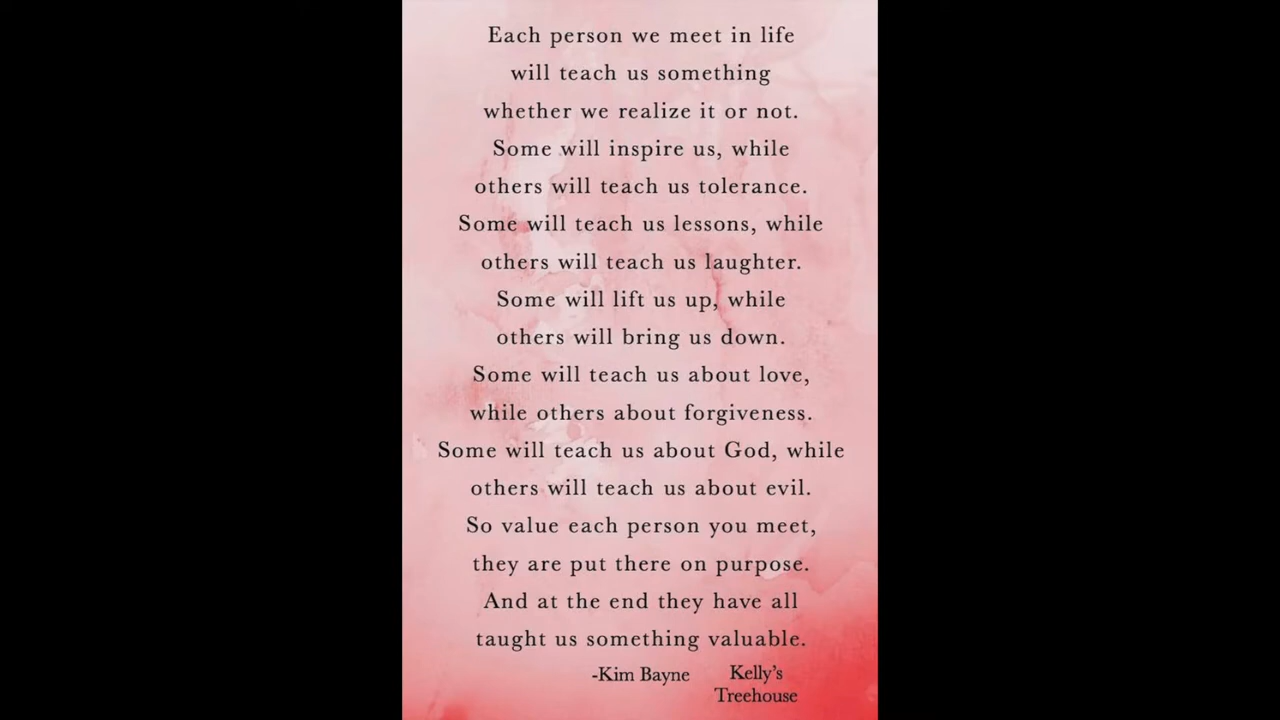 Each person we meet in life
will teach us something
whether we realize it or not.
Some will inspire us, while
others will teach us tolerance.
Some will teach us lessons, while
others will teach us laughter.
Some will lift us up, while
others will bring us down.
Some will teach us about love,
while others about forgiveness.
Some will teach us about God, while
others will teach us about evil.
So value each person you meet,
they are put there on purpose.
And at the end they have all
taught us something valuable.
-Kim Bayne
Kelly's
Treehouse